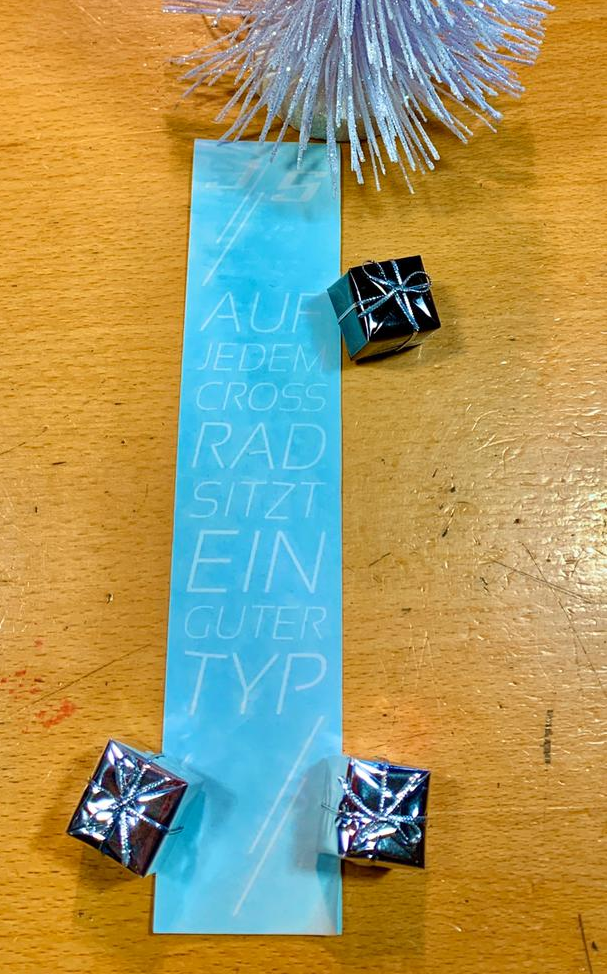 AUF
JEDEM
CROSS
RAD
SITZT
EIN
GUTER
TYP